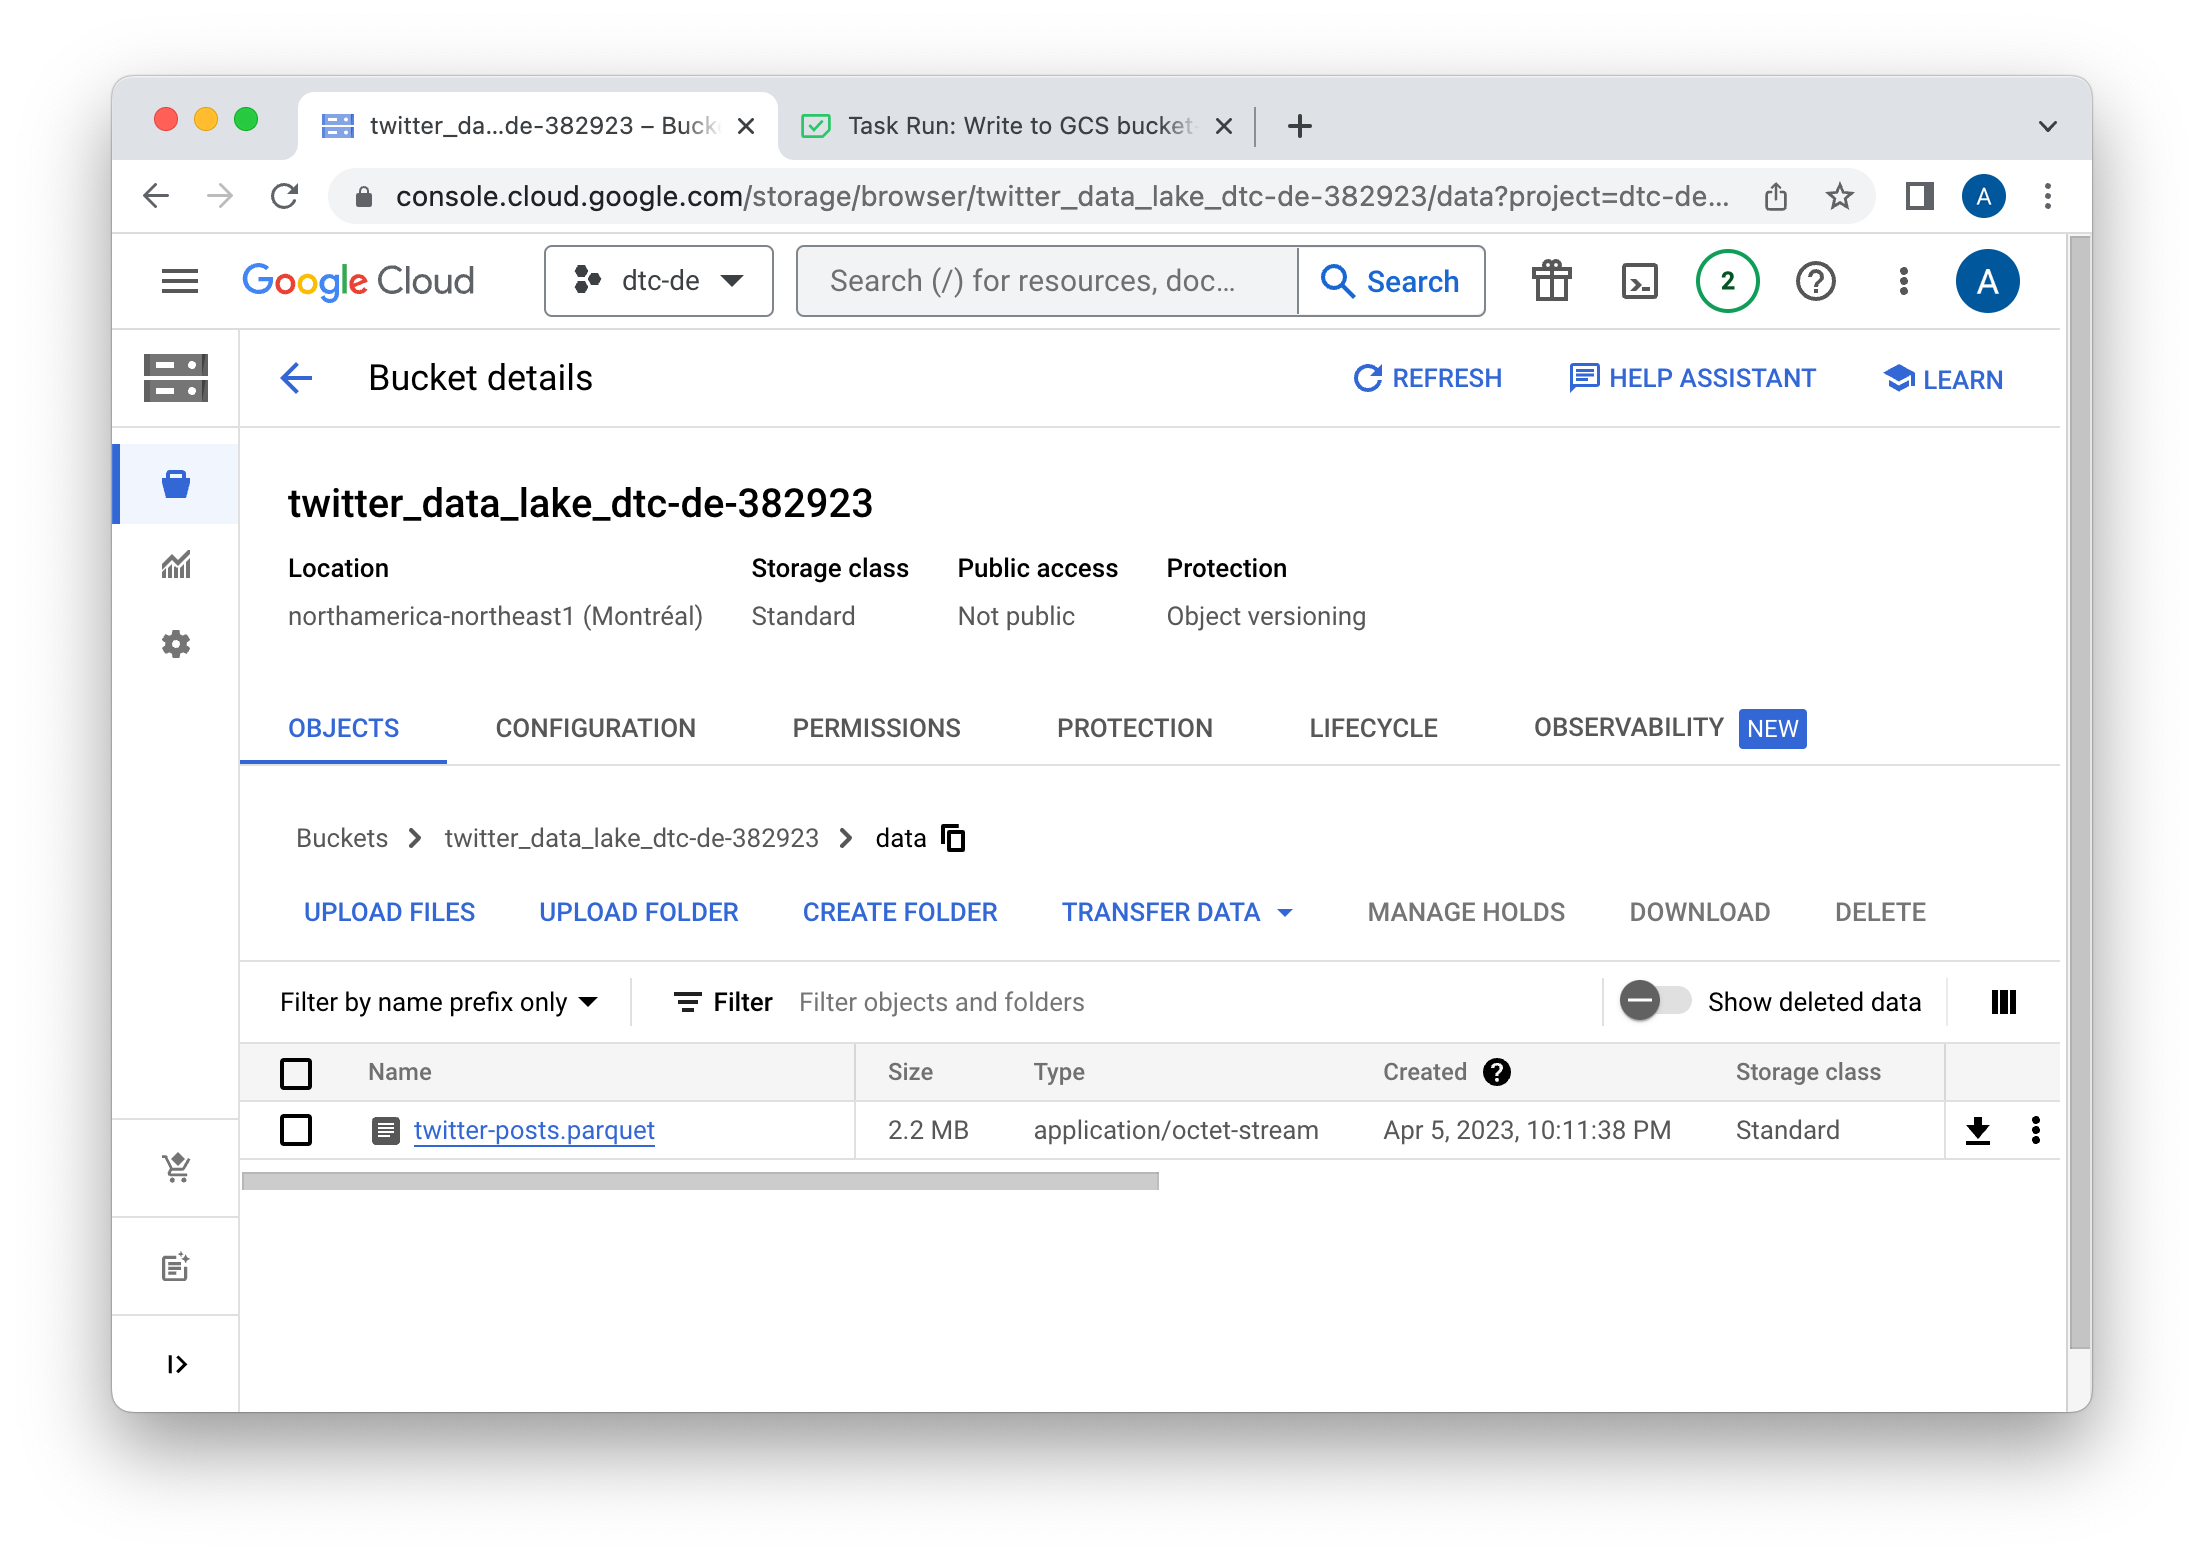 twitter_da...de-382923 – Buck
Task Run: Write to GCS bucket-
console.cloud.google.com/storage/browser/twitter_data_lake_dtc-de-382923/data?project=dtc-de...
A
Google Cloud
dtc-de
Search (/) for resources, doc...
Search
2
A
Bucket details
REFRESH
HELP ASSISTANT
LEARN
twitter_data_lake_dtc-de-382923
Location Storage class Public access Protection
northamerica-northeast1 (Montréal) Standard Not public Object versioning
OBJECTS CONFIGURATION PERMISSIONS PROTECTION LIFECYCLE OBSERVABILITY NEW
Buckets > twitter_data_lake_dtc-de-382923 > data
UPLOAD FILES UPLOAD FOLDER CREATE FOLDER TRANSFER DATA MANAGE HOLDS DOWNLOAD DELETE
Filter by name prefix only Filter Filter objects and folders Show deleted data
Name Size Type Created Storage class
twitter-posts.parquet 2.2 MB application/octet-stream Apr 5, 2023, 10:11:38 PM Standard